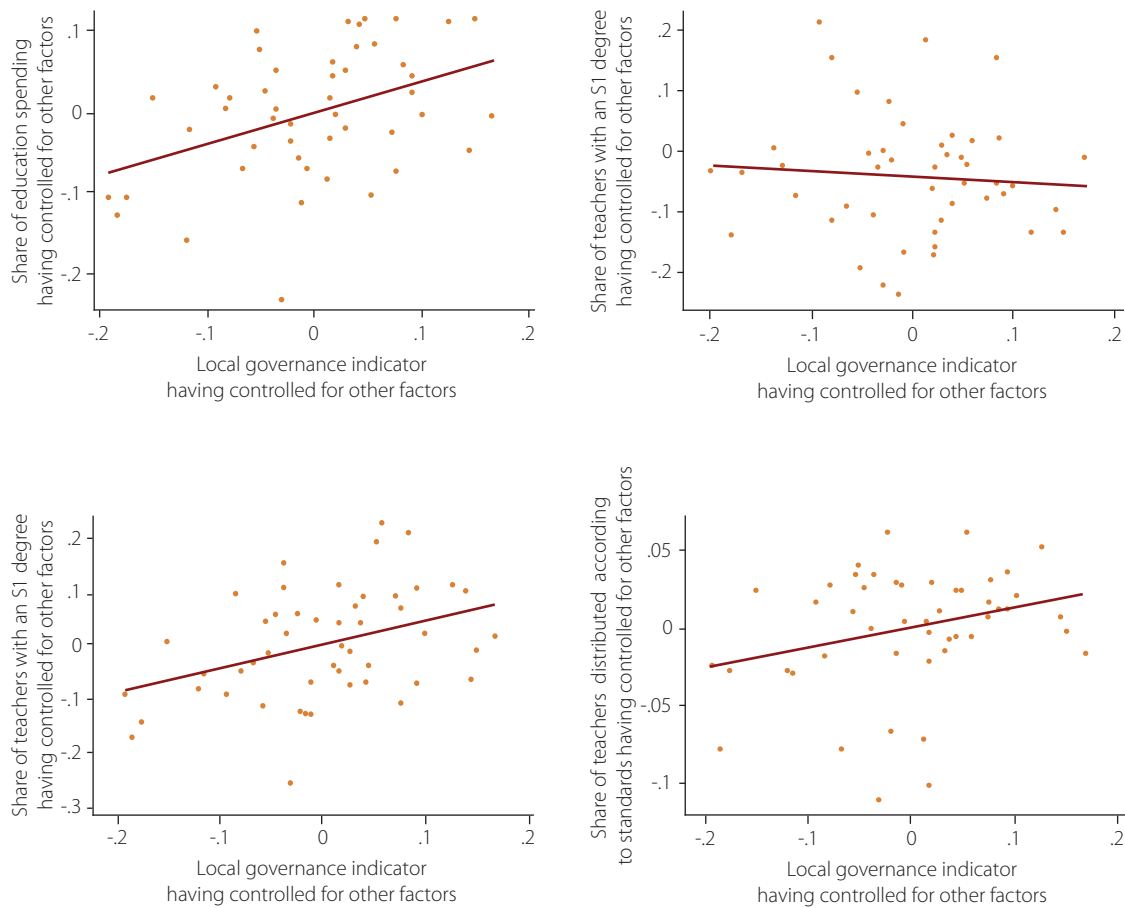 Share of education spending
having controlled for other factors
.1
0
-.1
-.2
-.2 -.1 0 .1 .2
Local governance indicator
having controlled for other factors
Share of teachers with an S1 degree
having controlled for other factors
.2
.1
0
-.1
-.2
-.2 -.1 0 .1 .2
Local governance indicator
having controlled for other factors
Share of teachers with an S1 degree
having controlled for other factors
.2
.1
0
-.1
-.2
-.3
-.2 -.1 0 .1 .2
Local governance indicator
having controlled for other factors
Share of teachers distributed according
to standards having controlled for other factors
.05
0
-.05
-.1
-.2 -.1 0 .1 .2
Local governance indicator
having controlled for other factors